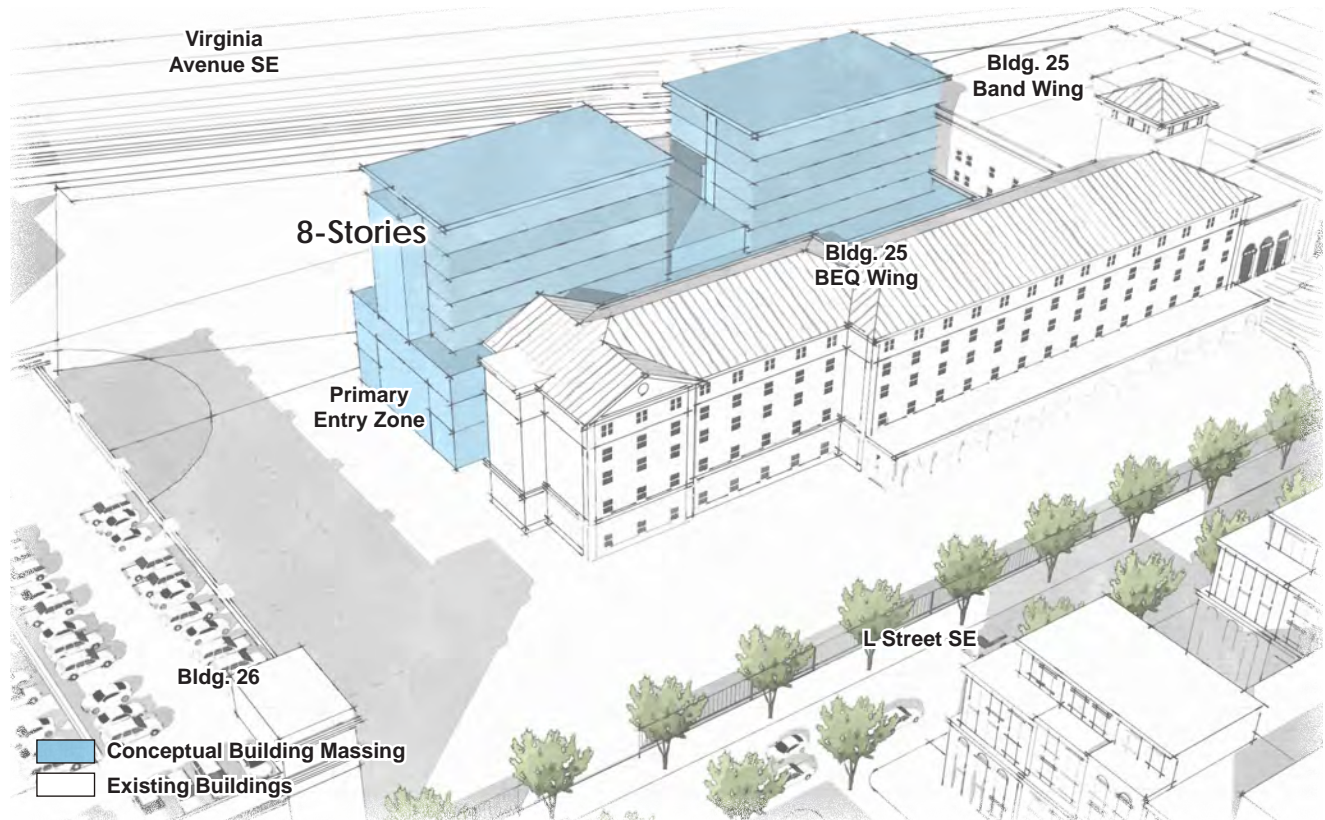 Virginia
Avenue SE
Bldg. 25
Band Wing
8-Stories
Bldg. 25
BEQ Wing
Primary
Entry Zone
L Street SE
Bldg. 26
Conceptual Building Massing
Existing Buildings